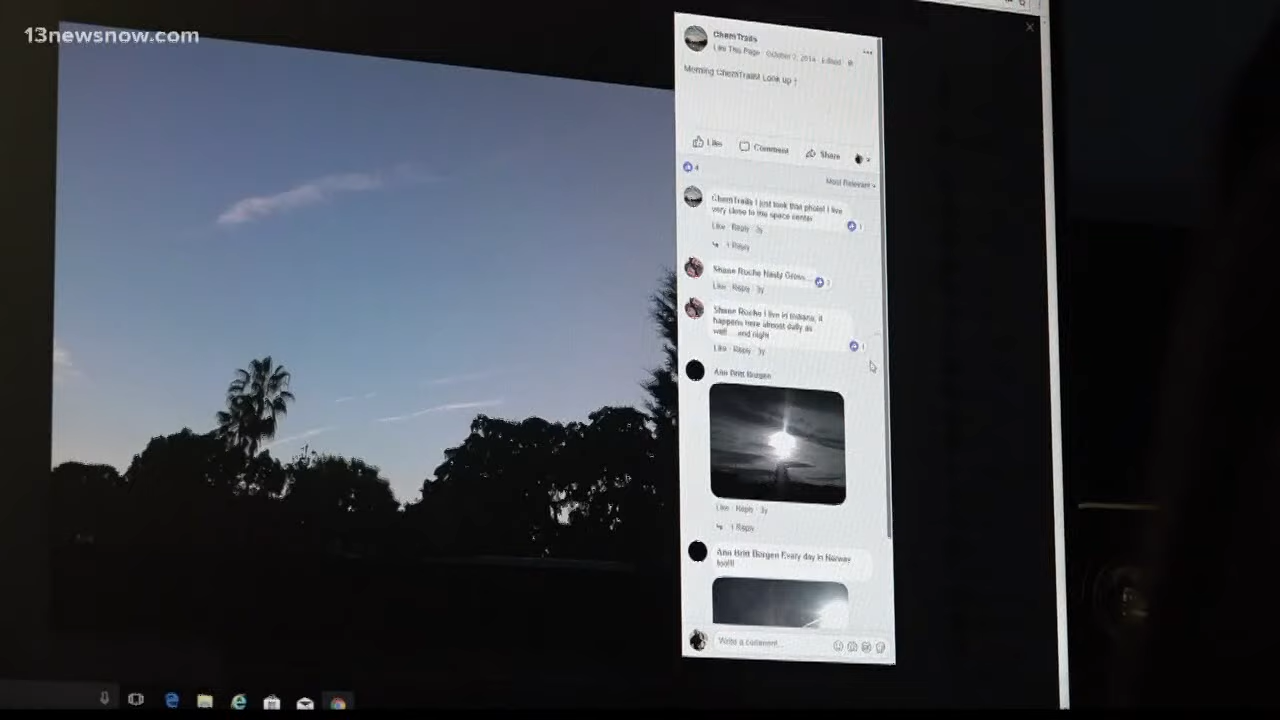 13newsnow.com
ChemTrails
Like This Page · October 7, 2014 · Edited ·
Morning ChemTrails! Look up !
Like Comment Share
4
Most Relevant
ChemTrails I just took that photo! I live
very close to the space center
Like · Reply · 3y
1 Reply
Shane Roche Nasty Gross...
1
Like · Reply · 3y
Shane Roche I live in Indiana, it
happens here almost daily as
well....and night
1
Like · Reply · 3y
Ann Britt Borgen
Like · Reply · 3y
1 Reply
Ann Britt Borgen Every day in Norway
too!!!
Write a comment...